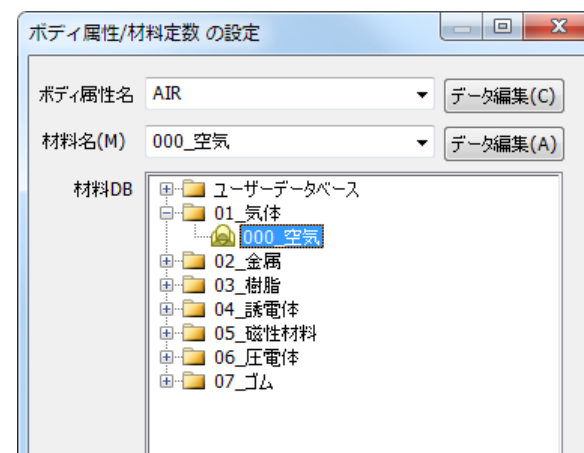 ボディ属性/材料定数 の設定
ボディ属性名 AIR データ編集(C)
材料名(M) 000_空気 データ編集(A)
材料DB ユーザーデータベース
01_気体
000_空気
02_金属
03_樹脂
04_誘電体
05_磁性材料
06_圧電体
07_ゴム